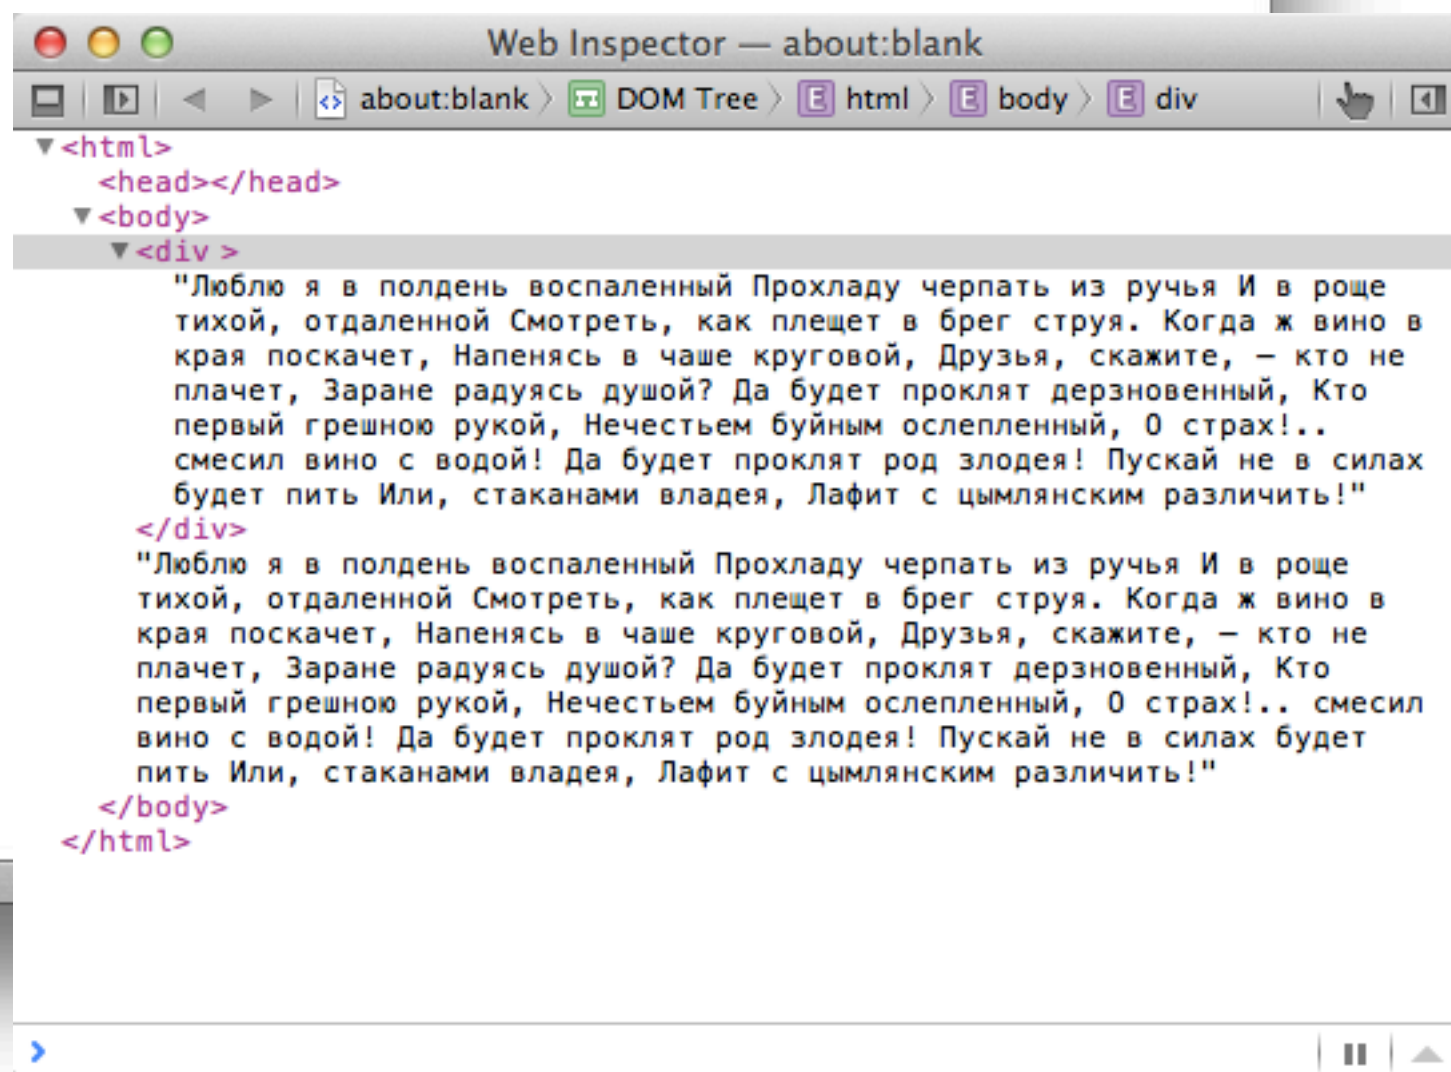 Web Inspector — about:blank
about:blank DOM Tree E html E body E div
<html>
<head></head>
<body>
<div >
"Люблю я в полдень воспаленный Прохладу черпать из ручья И в роще
тихой, отдаленной Смотреть, как плещет в брег струя. Когда ж вино в
края поскачет, Напенясь в чаше круговой, Друзья, скажите, — кто не
плачет, Заране радуясь душой? Да будет проклят дерзновенный, Кто
первый грешною рукой, Нечестьем буйным ослепленный, О страх!..
смесил вино с водой! Да будет проклят род злодея! Пускай не в силах
будет пить Или, стаканами владея, Лафит с цымлянским различить!"
</div>
"Люблю я в полдень воспаленный Прохладу черпать из ручья И в роще
тихой, отдаленной Смотреть, как плещет в брег струя. Когда ж вино в
края поскачет, Напенясь в чаше круговой, Друзья, скажите, — кто не
плачет, Заране радуясь душой? Да будет проклят дерзновенный, Кто
первый грешною рукой, Нечестьем буйным ослепленный, О страх!.. смесил
вино с водой! Да будет проклят род злодея! Пускай не в силах будет
пить Или, стаканами владея, Лафит с цымлянским различить!"
</body>
</html>